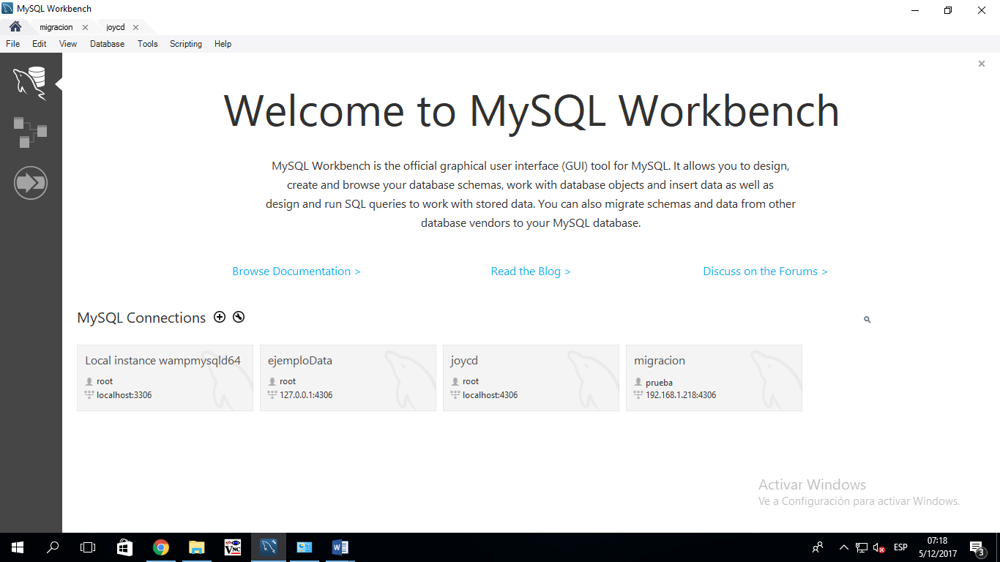 MySQL Workbench
migracion
joycd
File Edit View Database Tools Scripting Help
Welcome to MySQL Workbench
MySQL Workbench is the official graphical user interface (GUI) tool for MySQL. It allows you to design,
create and browse your database schemas, work with database objects and insert data as well as
design and run SQL queries to work with stored data. You can also migrate schemas and data from other
database vendors to your MySQL database.
Browse Documentation > Read the Blog > Discuss on the Forums >
MySQL Connections
Local instance wampmysqld64
root
localhost:3306
ejemploData
root
127.0.0.1:4306
joycd
root
localhost:4306
migracion
prueba
192.168.1.218:4306
Activar Windows
Ve a Configuración para activar Windows.
VNC
W
ESP
07:18
5/12/2017
3